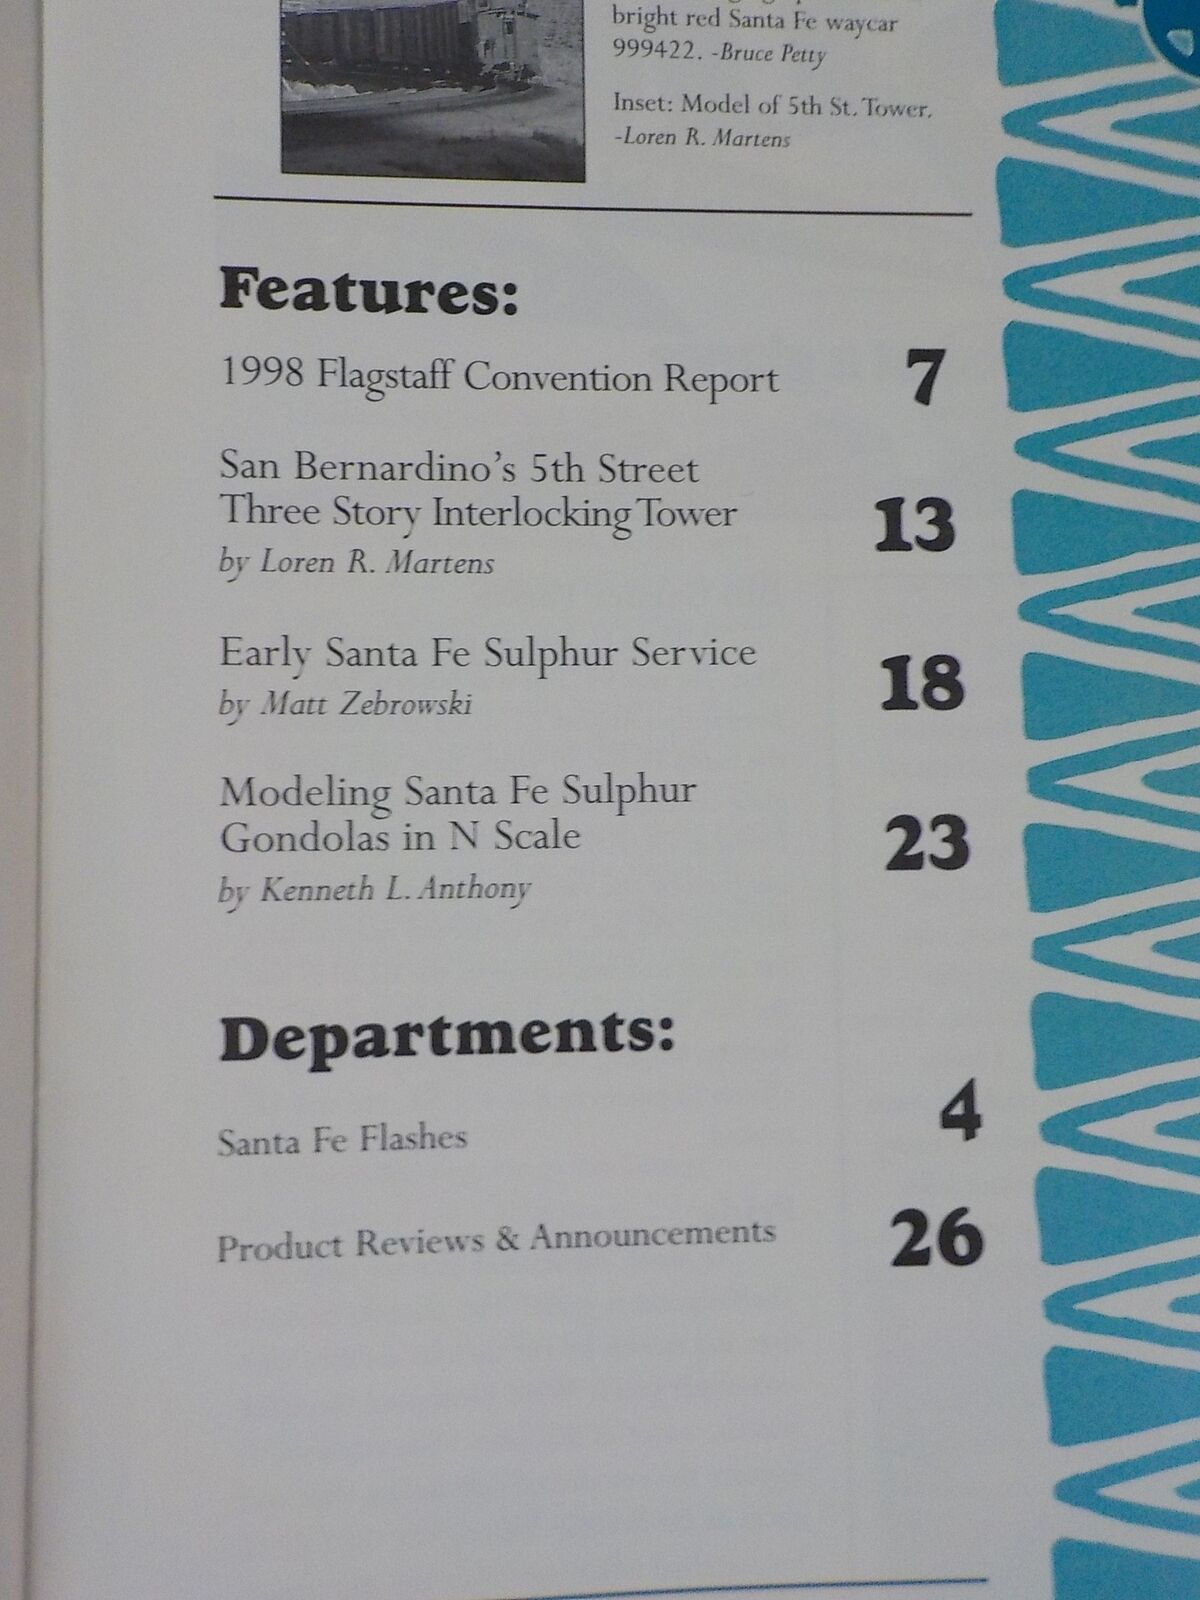 bright red Santa Fe waycar
999422. -Bruce Petty
Inset: Model of 5th St. Tower.
-Loren R. Martens
Features:
1998 Flagstaff Convention Report 7
San Bernardino's 5th Street
Three Story Interlocking Tower 13
by Loren R. Martens
Early Santa Fe Sulphur Service 18
by Matt Zebrowski
Modeling Santa Fe Sulphur
Gondolas in N Scale 23
by Kenneth L. Anthony
Departments:
Santa Fe Flashes 4
Product Reviews & Announcements 26